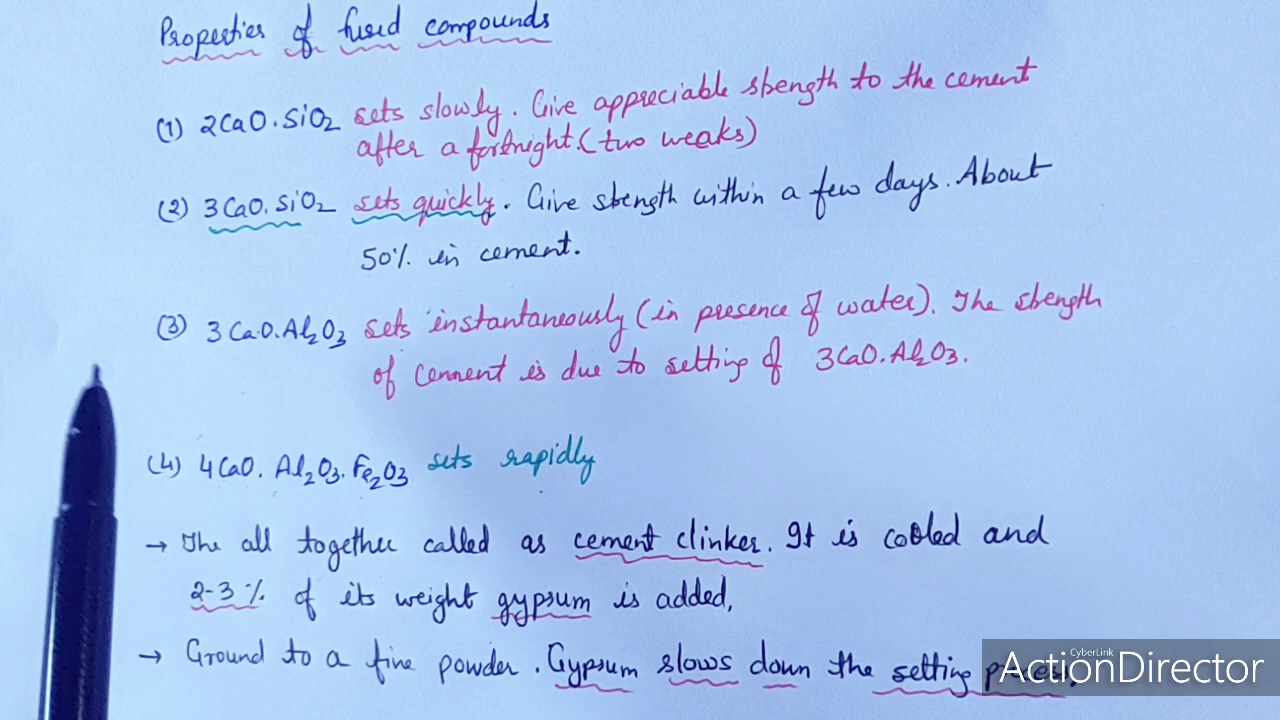 Properties of fused compounds
(1) 2CaO.SiO2 sets slowly. Give appreciable strength to the cement
after a fortnight.(two weaks)
(2) 3CaO.SiO2 sets quickly. Give strength within a few days. About
50% in cement.
(3) 3CaO.Al2O3 sets instantaneously (in presence of water). The strength
of cement is due to setting of 3CaO.Al2O3.
(4) 4CaO. Al2O3. Fe2O3 sets rapidly
→ The all together called as cement clinker. It is cooled and
2-3% of its weight gypsum is added,
→ Ground to a fine powder. Gypsum slows down the setting process.
CyberLink
ActionDirector